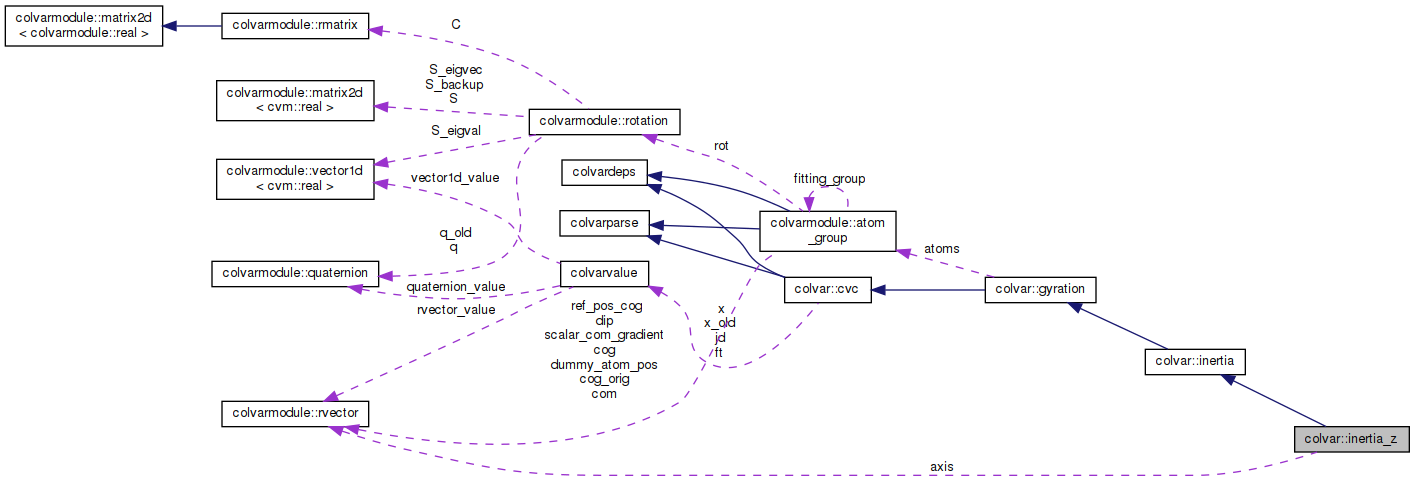 colvarmodule::matrix2d
< colvarmodule::real >
colvarmodule::rmatrix
C
S_eigvec
S_backup
S
colvarmodule::matrix2d
< cvm::real >
colvarmodule::rotation
S_eigval
rot
colvarmodule::vector1d
< cvm::real >
vector1d_value
colvardeps
fitting_group
colvarparse
colvarmodule::atom
_group
q_old
q
atoms
colvarmodule::quaternion
colvarvalue
quaternion_value
colvar::cvc
colvar::gyration
rvector_value
ref_pos_cog
dip
scalar_com_gradient
cog
dummy_atom_pos
cog_orig
com
x
x_old
jd
ft
colvar::inertia
colvarmodule::rvector
colvar::inertia_z
axis